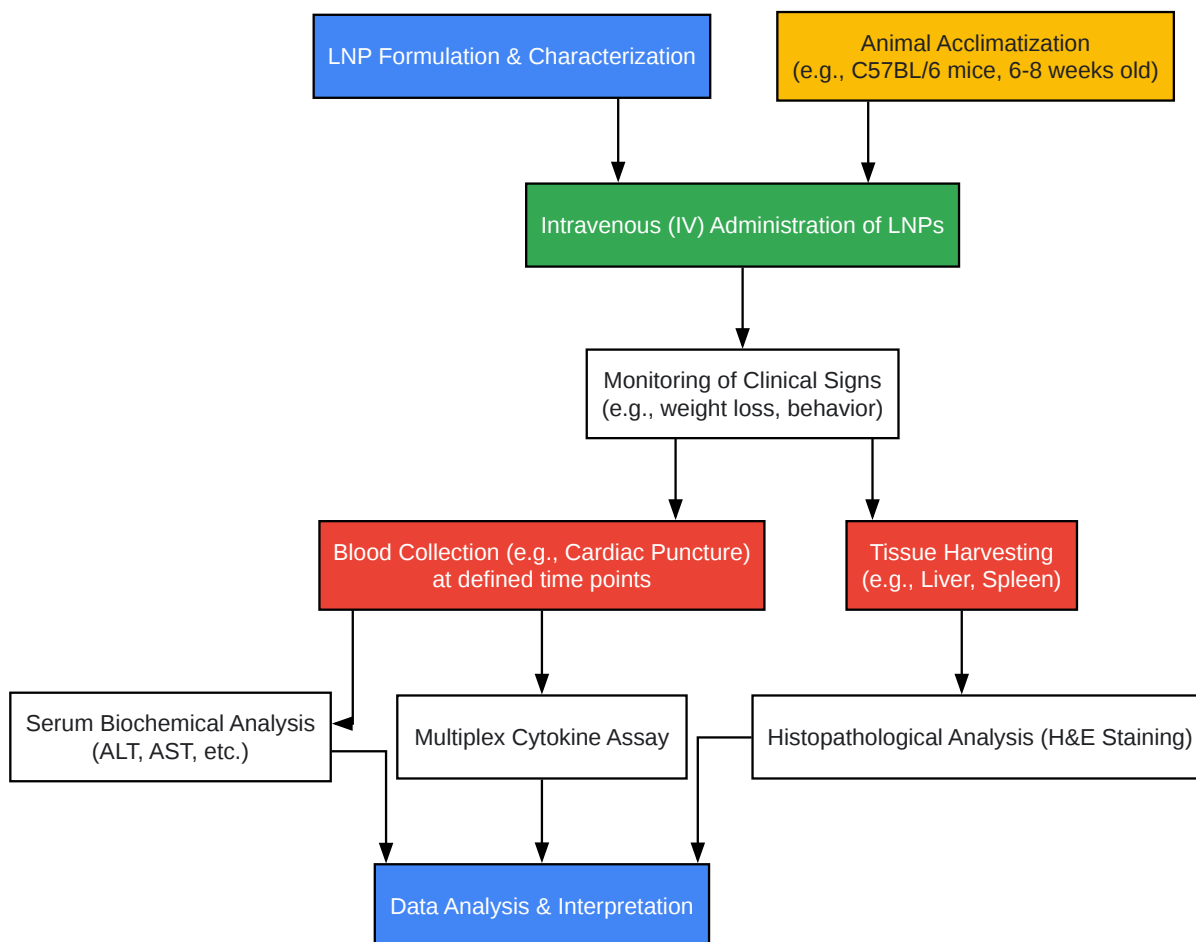 LNP Formulation & Characterization
Animal Acclimatization
(e.g., C57BL/6 mice, 6-8 weeks old)
Intravenous (IV) Administration of LNPs
Monitoring of Clinical Signs
(e.g., weight loss, behavior)
Blood Collection (e.g., Cardiac Puncture)
at defined time points
Tissue Harvesting
(e.g., Liver, Spleen)
Serum Biochemical Analysis
(ALT, AST, etc.)
Multiplex Cytokine Assay
Histopathological Analysis (H&E Staining)
Data Analysis & Interpretation